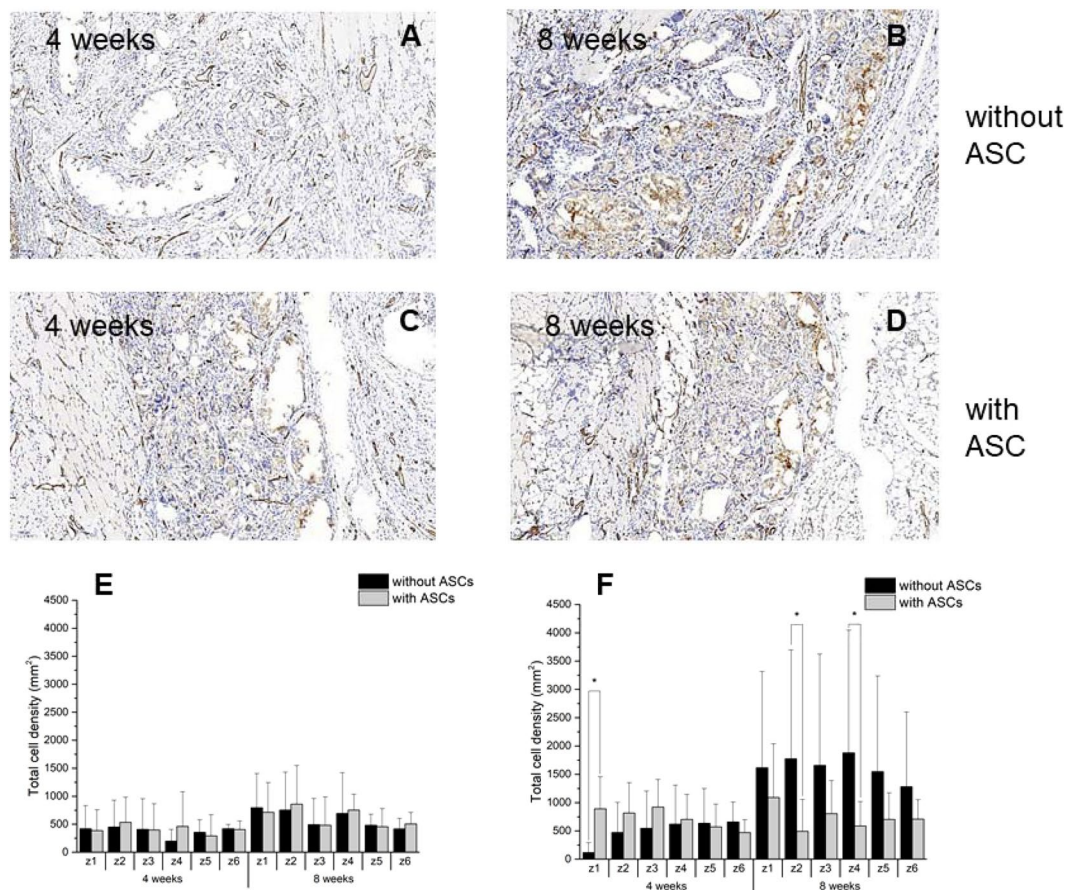 4 weeks
A
8 weeks
B
without
ASC
4 weeks
C
8 weeks
D
with
ASC
E
without ASCs
with ASCs
Total cell density (mm²)
4500
4000
3500
3000
2500
2000
1500
1000
500
0
z1 z2 z3 z4 z5 z6 z1 z2 z3 z4 z5 z6
4 weeks 8 weeks
F
without ASCs
with ASCs
Total cell density (mm²)
4500
4000
3500
3000
2500
2000
1500
1000
500
0
* * *
z1 z2 z3 z4 z5 z6 z1 z2 z3 z4 z5 z6
4 weeks 8 weeks